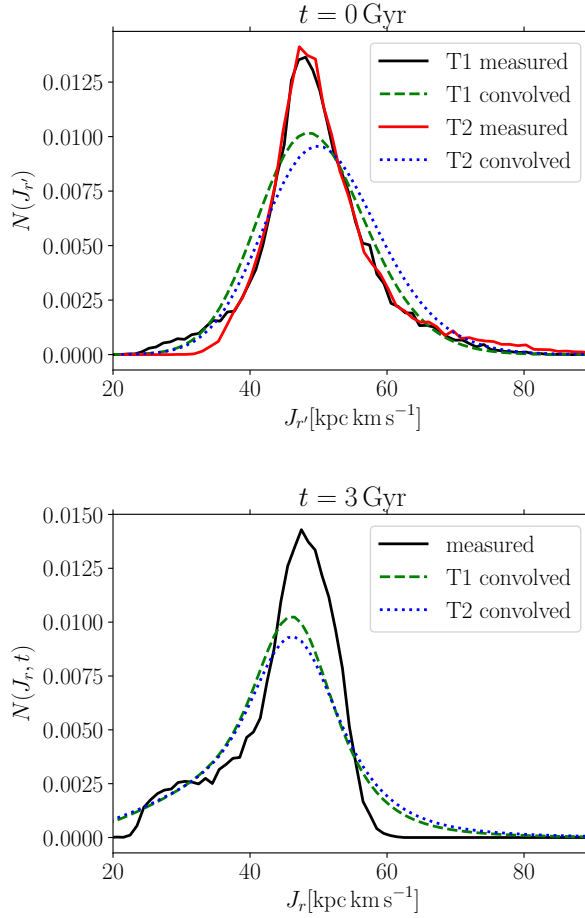 t = 0 Gyr
0.0125
0.0100
0.0075
0.0050
0.0025
0.0000
N(J_{r'})
T1 measured
T1 convolved
T2 measured
T2 convolved
20 40 60 80
J_{r'}[kpc km s^{-1}]
t = 3 Gyr
0.0150
0.0125
0.0100
0.0075
0.0050
0.0025
0.0000
N(J_r, t)
measured
T1 convolved
T2 convolved
20 40 60 80
J_r[kpc km s^{-1}]